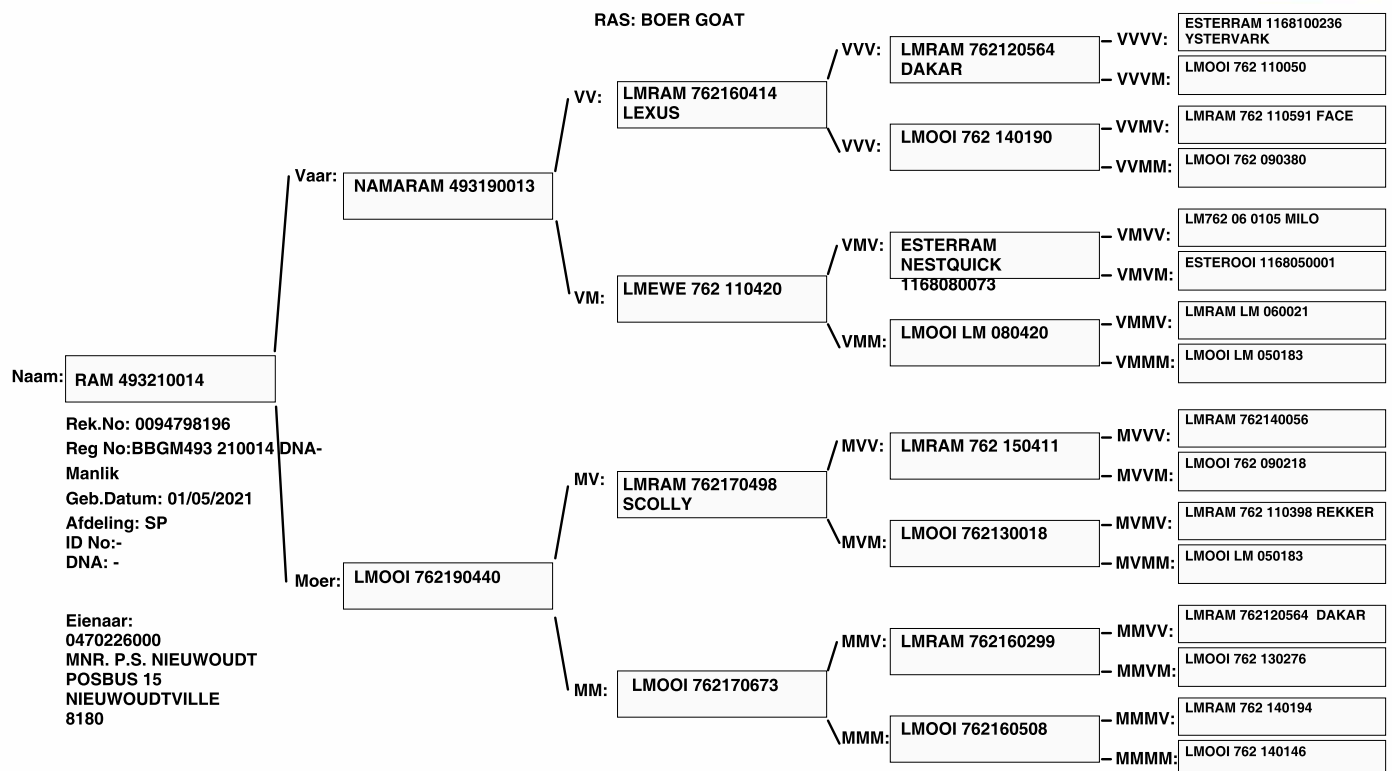 RAS: BOER GOAT
Naam: RAM 493210014
Rek.No: 0094798196
Reg No:BBGM493 210014 DNA-
Manlik
Geb.Datum: 01/05/2021
Afdeling: SP
ID No:-
DNA: -
Eienaar:
0470226000
MNR. P.S. NIEUWOUDT
POSBUS 15
NIEUWOUDTVILLE
8180
Vaar: NAMARAM 493190013
Moer: LMOOI 762190440
VV: LMRAM 762160414
LEXUS
VM: LMEWE 762 110420
MV: LMRAM 762170498
SCOLLY
MM: LMOOI 762170673
VVV: LMRAM 762120564
DAKAR
VVV: LMOOI 762 140190
VMV: ESTERRAM
NESTQUICK
1168080073
VMM: LMOOI LM 080420
MVV: LMRAM 762 150411
MVM: LMOOI 762130018
MMV: LMRAM 762160299
MMM: LMOOI 762160508
VVVV: ESTERRAM 1168100236
YSTERVARK
VVVM: LMOOI 762 110050
VVMV: LMRAM 762 110591 FACE
VVMM: LMOOI 762 090380
VMVV: LM762 06 0105 MILO
VMVM: ESTEROOI 1168050001
VMMV: LMRAM LM 060021
VMMM: LMOOI LM 050183
MVVV: LMRAM 762140056
MVVM: LMOOI 762 090218
MVMV: LMRAM 762 110398 REKKER
MVMM: LMOOI LM 050183
MMVV: LMRAM 762120564 DAKAR
MMVM: LMOOI 762 130276
MMMV: LMRAM 762 140194
MMMM: LMOOI 762 140146